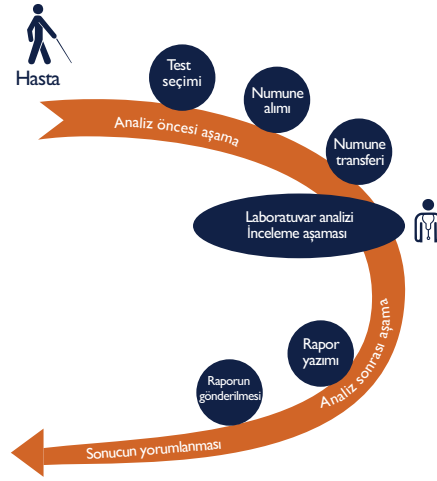 Hasta
Test
seçimi
Numune
alımı
Numune
transferi
Analiz öncesi aşama
Laboratuvar analizi
İnceleme aşaması
Rapor
yazımı
Analiz sonrası aşama
Raporun
gönderilmesi
Sonucun yorumlanması